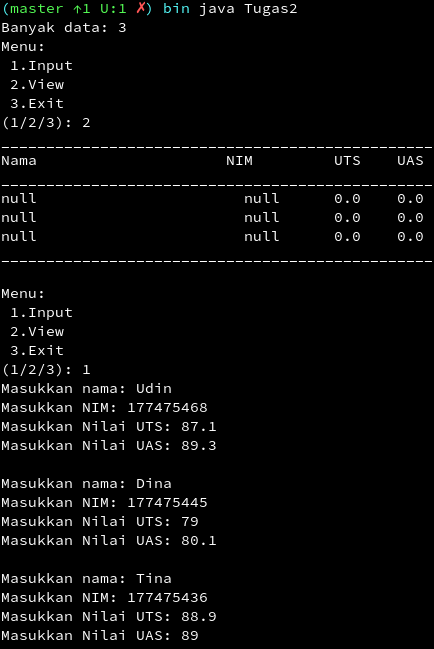 (master ↑1 U:1 ✗) bin java Tugas2
Banyak data: 3
Menu:
 1.Input
 2.View
 3.Exit
(1/2/3): 2
________________________________________________
Nama                     NIM         UTS    UAS
________________________________________________
null                       null      0.0    0.0
null                       null      0.0    0.0
null                       null      0.0    0.0
________________________________________________

Menu:
 1.Input
 2.View
 3.Exit
(1/2/3): 1
Masukkan nama: Udin
Masukkan NIM: 177475468
Masukkan Nilai UTS: 87.1
Masukkan Nilai UAS: 89.3

Masukkan nama: Dina
Masukkan NIM: 177475445
Masukkan Nilai UTS: 79
Masukkan Nilai UAS: 80.1

Masukkan nama: Tina
Masukkan NIM: 177475436
Masukkan Nilai UTS: 88.9
Masukkan Nilai UAS: 89